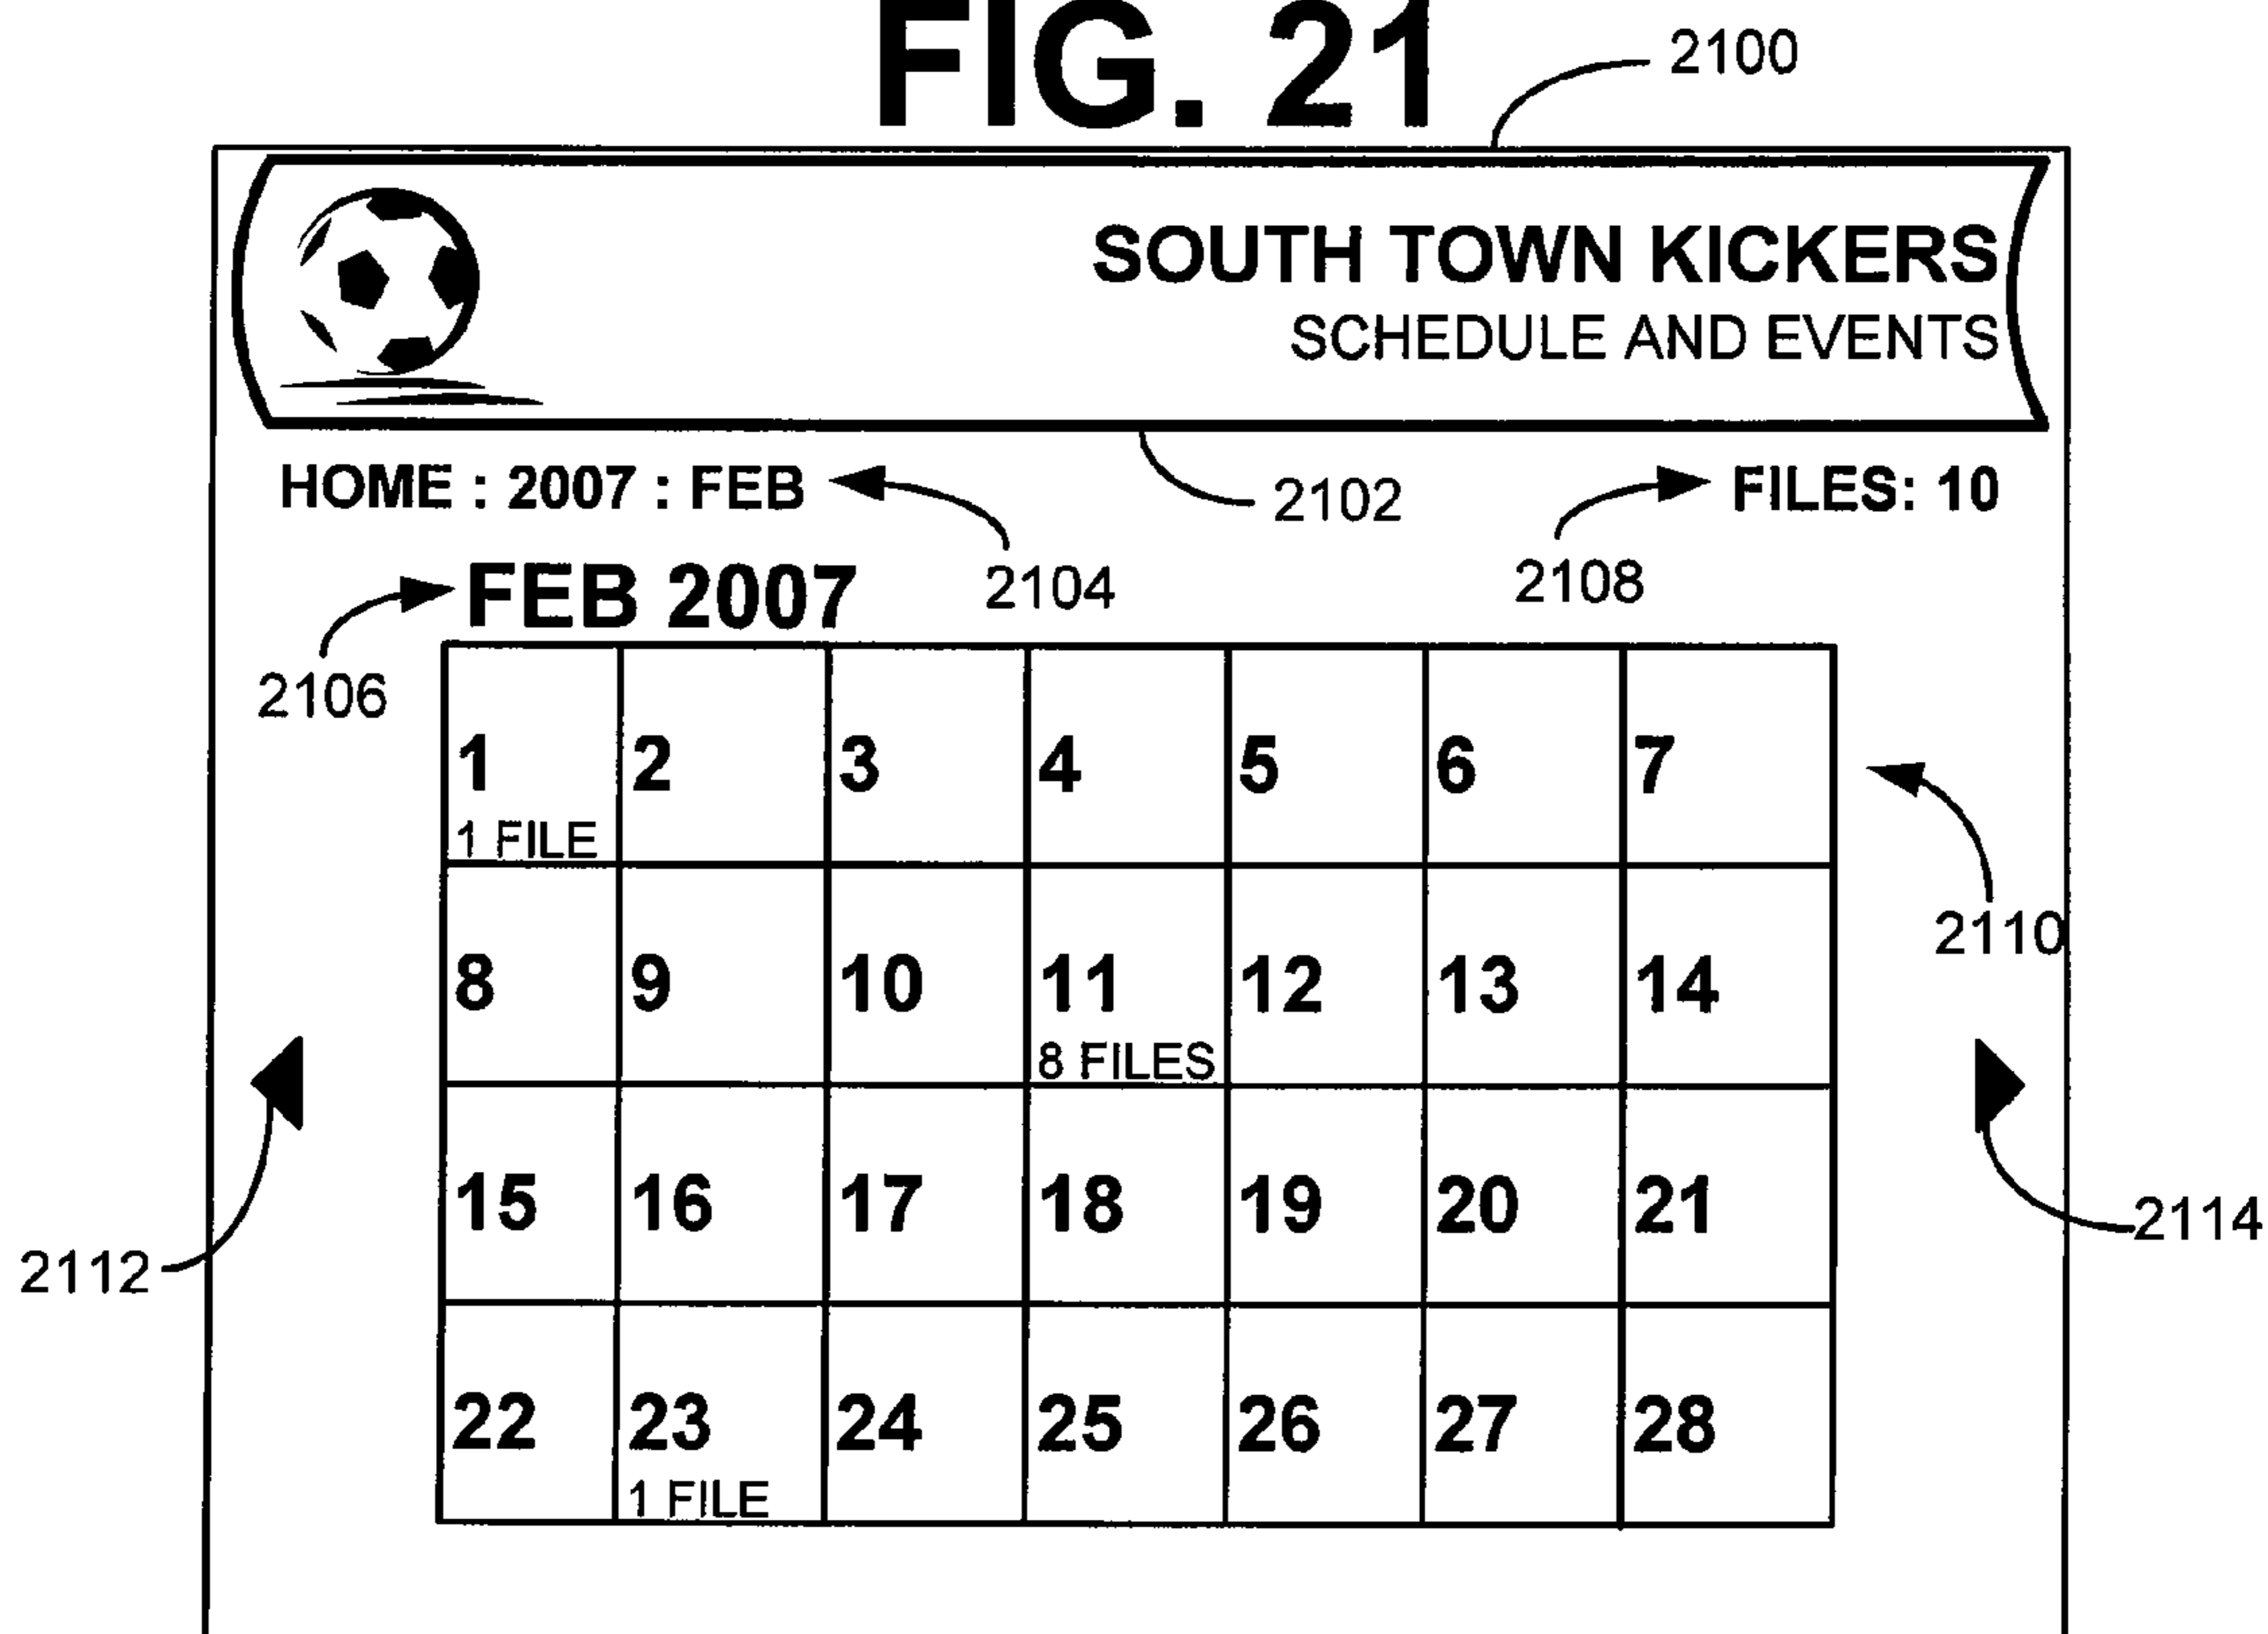 FIG. 21
2100
SOUTH TOWN KICKERS
SCHEDULE AND EVENTS
HOME : 2007 : FEB
2102
FILES: 10
FEB 2007
2104
2108
2106
1 2 3 4 5 6 7
1 FILE
2110
8 9 10 11 12 13 14
8 FILES
15 16 17 18 19 20 21
2114
2112
22 23 24 25 26 27 28
1 FILE